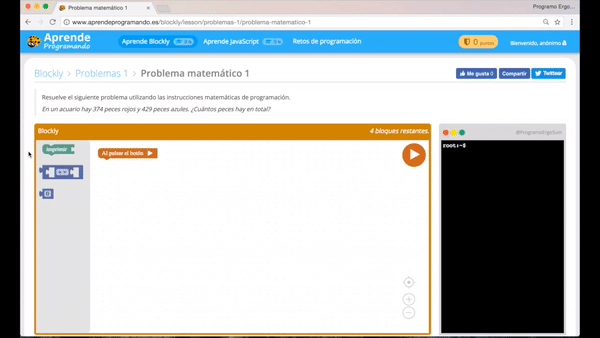 Problema matemático 1
Programo Ergo...
www.aprendeprogramando.es/blockly/lesson/problemas-1/problema-matematico-1
Aprende
Programando
Aprende Blockly
Aprende JavaScript
Retos de programación
0 puntos
Bienvenido, anónimo
Blockly > Problemas 1 > Problema matemático 1
Me gusta 0
Compartir
Twittear
Resuelve el siguiente problema utilizando las instrucciones matemáticas de programación.
En un acuario hay 374 peces rojos y 429 peces azules. ¿Cuántos peces hay en total?
Blockly
4 bloques restantes.
@ProgramoErgoSum
imprimir
Al pulsar el botón
root:~$
+
0